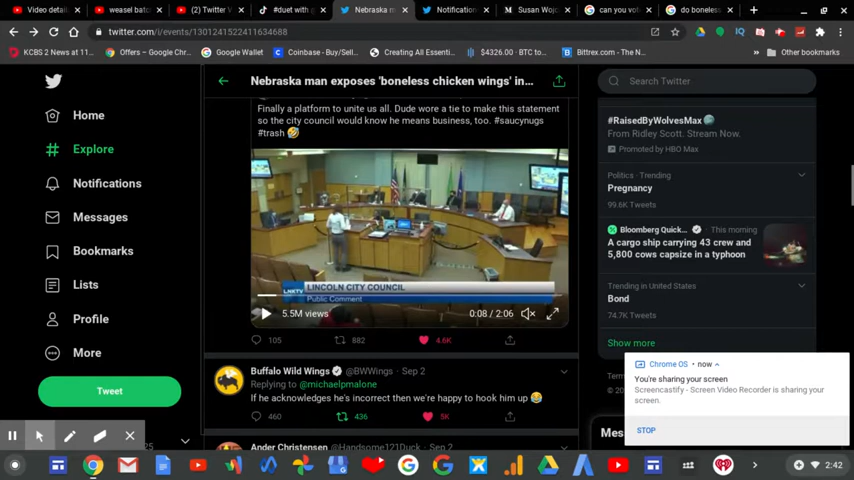 Video detail
weasel bato
(2) Twitter V
#duet with g
Nebraska m
Notification
Susan Wojc
can you vot
do boneless
twitter.com/i/events/1301241522411634688
KCBS 2 News at 11...
Offers – Google Chr...
Google Wallet
Coinbase - Buy/Sell...
Creating All Essenti...
$4326.00 - BTC to...
Bittrex.com - The N...
Other bookmarks
Home
Explore
Notifications
Messages
Bookmarks
Lists
Profile
More
Tweet
Nebraska man exposes 'boneless chicken wings' in...
Finally a platform to unite us all. Dude wore a tie to make this statement
so the city council would know he means business, too. #saucynugs
#trash 🤣
LNKTV
LINCOLN CITY COUNCIL
Public Comment
5.5M views
0:08 / 2:06
105 882 4.6K
Buffalo Wild Wings @BWWings · Sep 2
Replying to @michaelpmalone
If he acknowledges he's incorrect then we're happy to hook him up 😂
460 436 5K
Ander Christensen @Handsome121Duck · Sep 2
Search Twitter
#RaisedByWolvesMax
From Ridley Scott. Stream Now.
Promoted by HBO Max
Politics · Trending
Pregnancy
99.6K Tweets
Bloomberg Quick... · This morning
A cargo ship carrying 43 crew and
5,800 cows capsize in a typhoon
Trending in United States
Bond
74.7K Tweets
Show more
Chrome OS • now
You're sharing your screen
Screencastify - Screen Video Recorder is sharing your
screen.
STOP
2:42